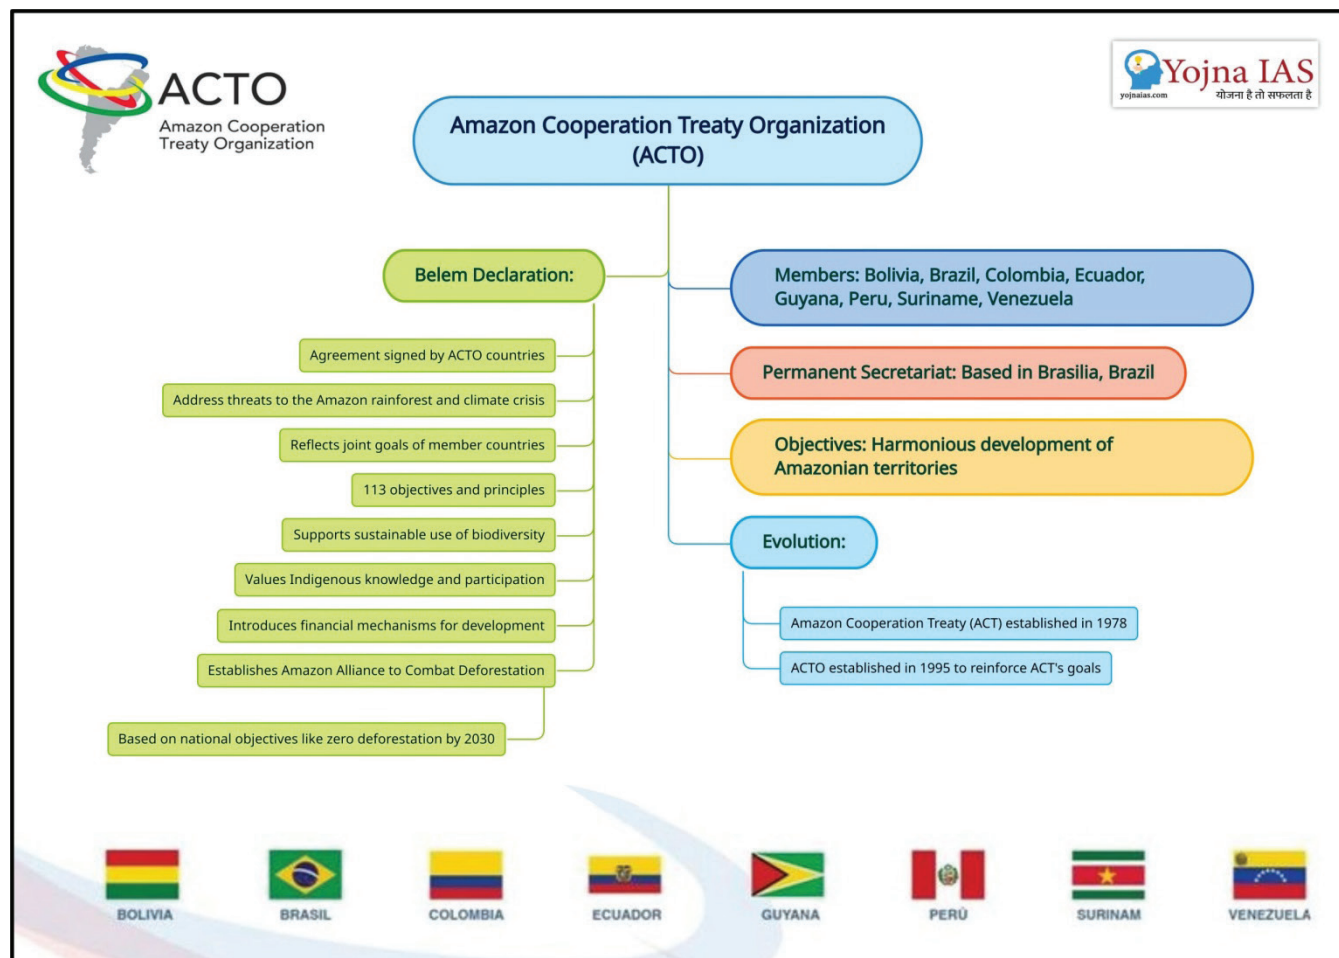 ACTO
Amazon Cooperation
Treaty Organization
Yojna IAS
yojnaias.com
योजना है तो सफलता है
Amazon Cooperation Treaty Organization
(ACTO)
Belem Declaration:
Agreement signed by ACTO countries
Address threats to the Amazon rainforest and climate crisis
Reflects joint goals of member countries
113 objectives and principles
Supports sustainable use of biodiversity
Values Indigenous knowledge and participation
Introduces financial mechanisms for development
Establishes Amazon Alliance to Combat Deforestation
Based on national objectives like zero deforestation by 2030
Members: Bolivia, Brazil, Colombia, Ecuador,
Guyana, Peru, Suriname, Venezuela
Permanent Secretariat: Based in Brasilia, Brazil
Objectives: Harmonious development of
Amazonian territories
Evolution:
Amazon Cooperation Treaty (ACT) established in 1978
ACTO established in 1995 to reinforce ACT's goals
BOLIVIA
BRASIL
COLOMBIA
ECUADOR
GUYANA
PERÚ
SURINAM
VENEZUELA